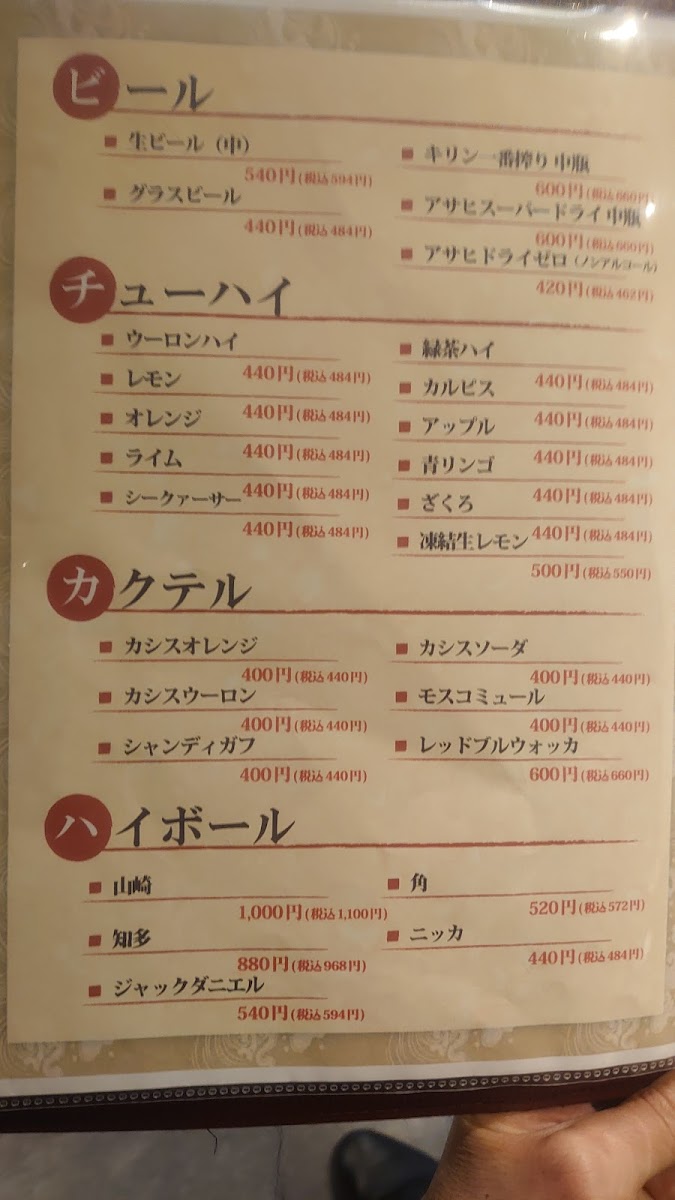 ビール
生ビール（中）
540円(税込594円)
グラスビール
440円(税込484円)
キリン一番搾り 中瓶
600円(税込660円)
アサヒスーパードライ 中瓶
600円(税込660円)
アサヒドライゼロ（ノンアルコール）
420円(税込462円)
チューハイ
ウーロンハイ
440円(税込484円)
レモン
440円(税込484円)
オレンジ
440円(税込484円)
ライム
440円(税込484円)
シークァーサー
440円(税込484円)
緑茶ハイ
440円(税込484円)
カルピス
440円(税込484円)
アップル
440円(税込484円)
青リンゴ
440円(税込484円)
ざくろ
440円(税込484円)
凍結生レモン
500円(税込550円)
カクテル
カシスオレンジ
400円(税込440円)
カシスウーロン
400円(税込440円)
シャンディガフ
400円(税込440円)
カシスソーダ
400円(税込440円)
モスコミュール
400円(税込440円)
レッドブルウォッカ
600円(税込660円)
ハイボール
山崎
1,000円(税込1,100円)
知多
880円(税込968円)
ジャックダニエル
540円(税込594円)
角
520円(税込572円)
ニッカ
440円(税込484円)